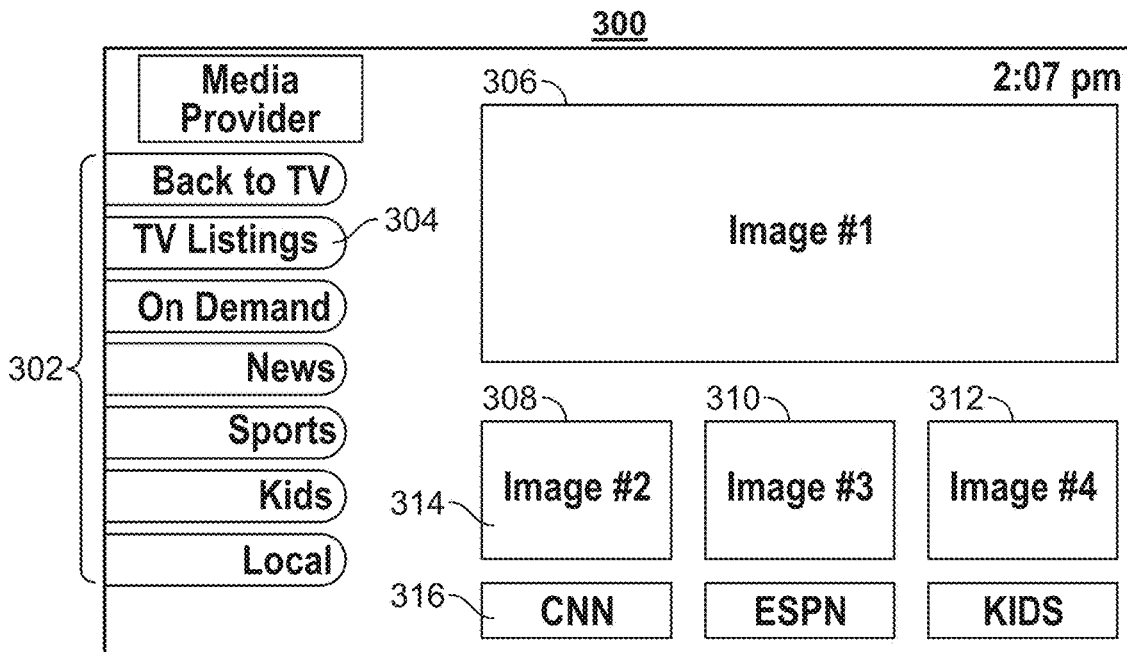 300
Media
Provider
2:07 pm
306
Back to TV
TV Listings
304
Image #1
On Demand
302
News
308
310
312
Sports
Kids
Image #2
Image #3
Image #4
314
Local
316
CNN
ESPN
KIDS